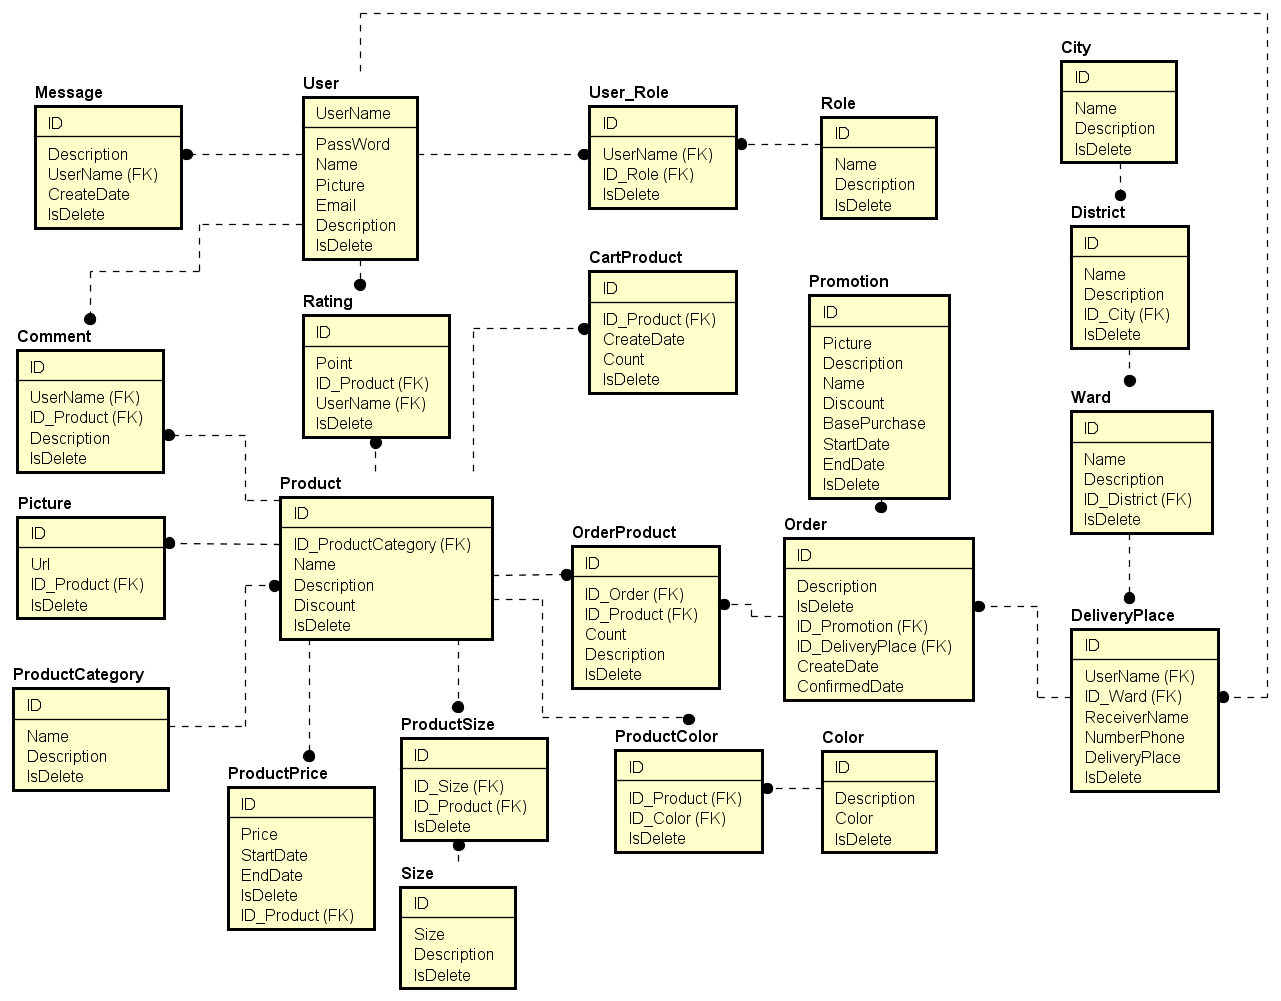 City
ID
Name
Description
IsDelete
User
UserName
PassWord
Name
Picture
Email
Description
IsDelete
Message
ID
Description
UserName (FK)
CreateDate
IsDelete
User_Role
ID
UserName (FK)
ID_Role (FK)
IsDelete
Role
ID
Name
Description
IsDelete
District
ID
Name
Description
ID_City (FK)
IsDelete
CartProduct
ID
ID_Product (FK)
CreateDate
Count
IsDelete
Promotion
ID
Picture
Description
Name
Discount
BasePurchase
StartDate
EndDate
IsDelete
Rating
ID
Point
ID_Product (FK)
UserName (FK)
IsDelete
Comment
ID
UserName (FK)
ID_Product (FK)
Description
IsDelete
Ward
ID
Name
Description
ID_District (FK)
IsDelete
Product
ID
ID_ProductCategory (FK)
Name
Description
Discount
IsDelete
Picture
ID
Url
ID_Product (FK)
IsDelete
OrderProduct
ID
ID_Order (FK)
ID_Product (FK)
Count
Description
IsDelete
Order
ID
Description
IsDelete
ID_Promotion (FK)
ID_DeliveryPlace (FK)
CreateDate
ConfirmedDate
DeliveryPlace
ID
UserName (FK)
ID_Ward (FK)
ReceiverName
NumberPhone
DeliveryPlace
IsDelete
ProductCategory
ID
Name
Description
IsDelete
ProductPrice
ID
Price
StartDate
EndDate
IsDelete
ID_Product (FK)
ProductSize
ID
ID_Size (FK)
ID_Product (FK)
IsDelete
ProductColor
ID
ID_Product (FK)
ID_Color (FK)
IsDelete
Color
ID
Description
Color
IsDelete
Size
ID
Size
Description
IsDelete